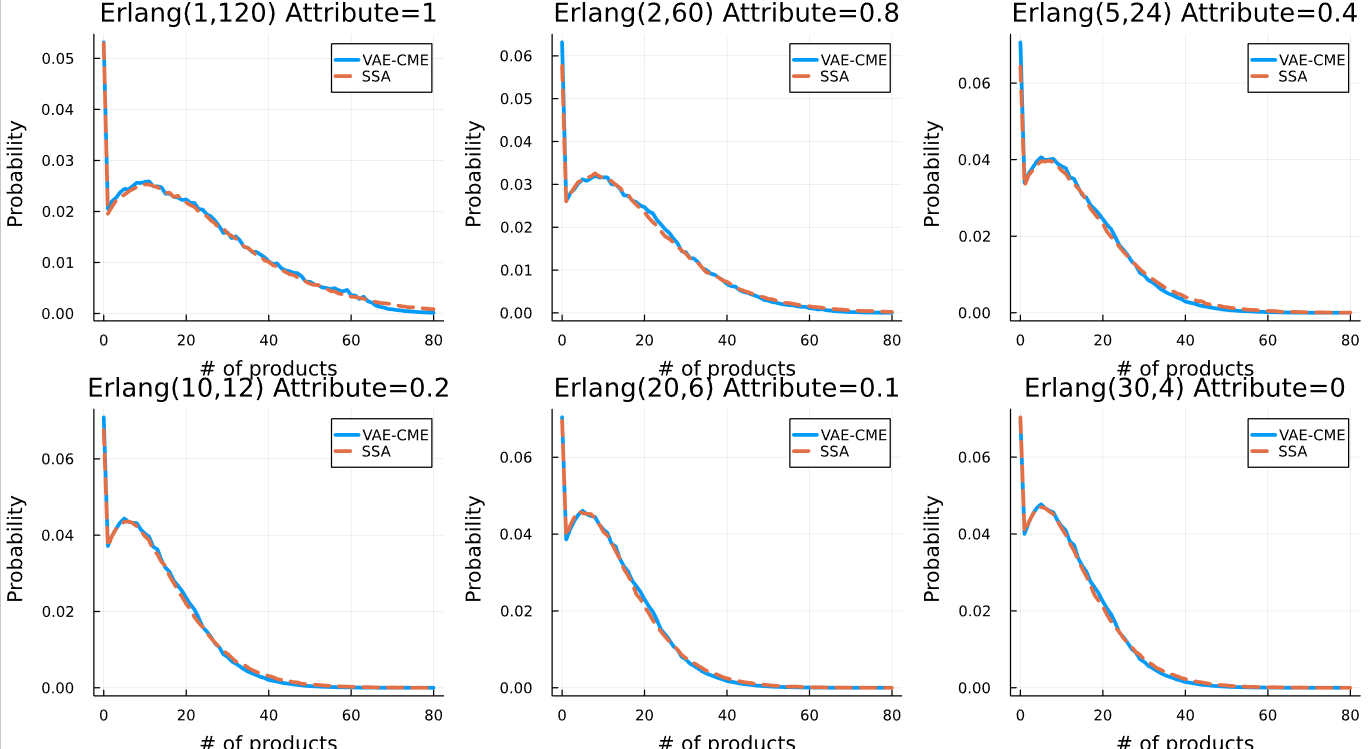 Erlang(1,120) Attribute=1
VAE-CME
SSA
Probability
0.05
0.04
0.03
0.02
0.01
0.00
0 20 40 60 80
# of products
Erlang(2,60) Attribute=0.8
VAE-CME
SSA
Probability
0.06
0.05
0.04
0.03
0.02
0.01
0.00
0 20 40 60 80
# of products
Erlang(5,24) Attribute=0.4
VAE-CME
SSA
Probability
0.06
0.04
0.02
0.00
0 20 40 60 80
# of products
Erlang(10,12) Attribute=0.2
VAE-CME
SSA
Probability
0.06
0.04
0.02
0.00
0 20 40 60 80
# of products
Erlang(20,6) Attribute=0.1
VAE-CME
SSA
Probability
0.06
0.04
0.02
0.00
0 20 40 60 80
# of products
Erlang(30,4) Attribute=0
VAE-CME
SSA
Probability
0.06
0.04
0.02
0.00
0 20 40 60 80
# of products